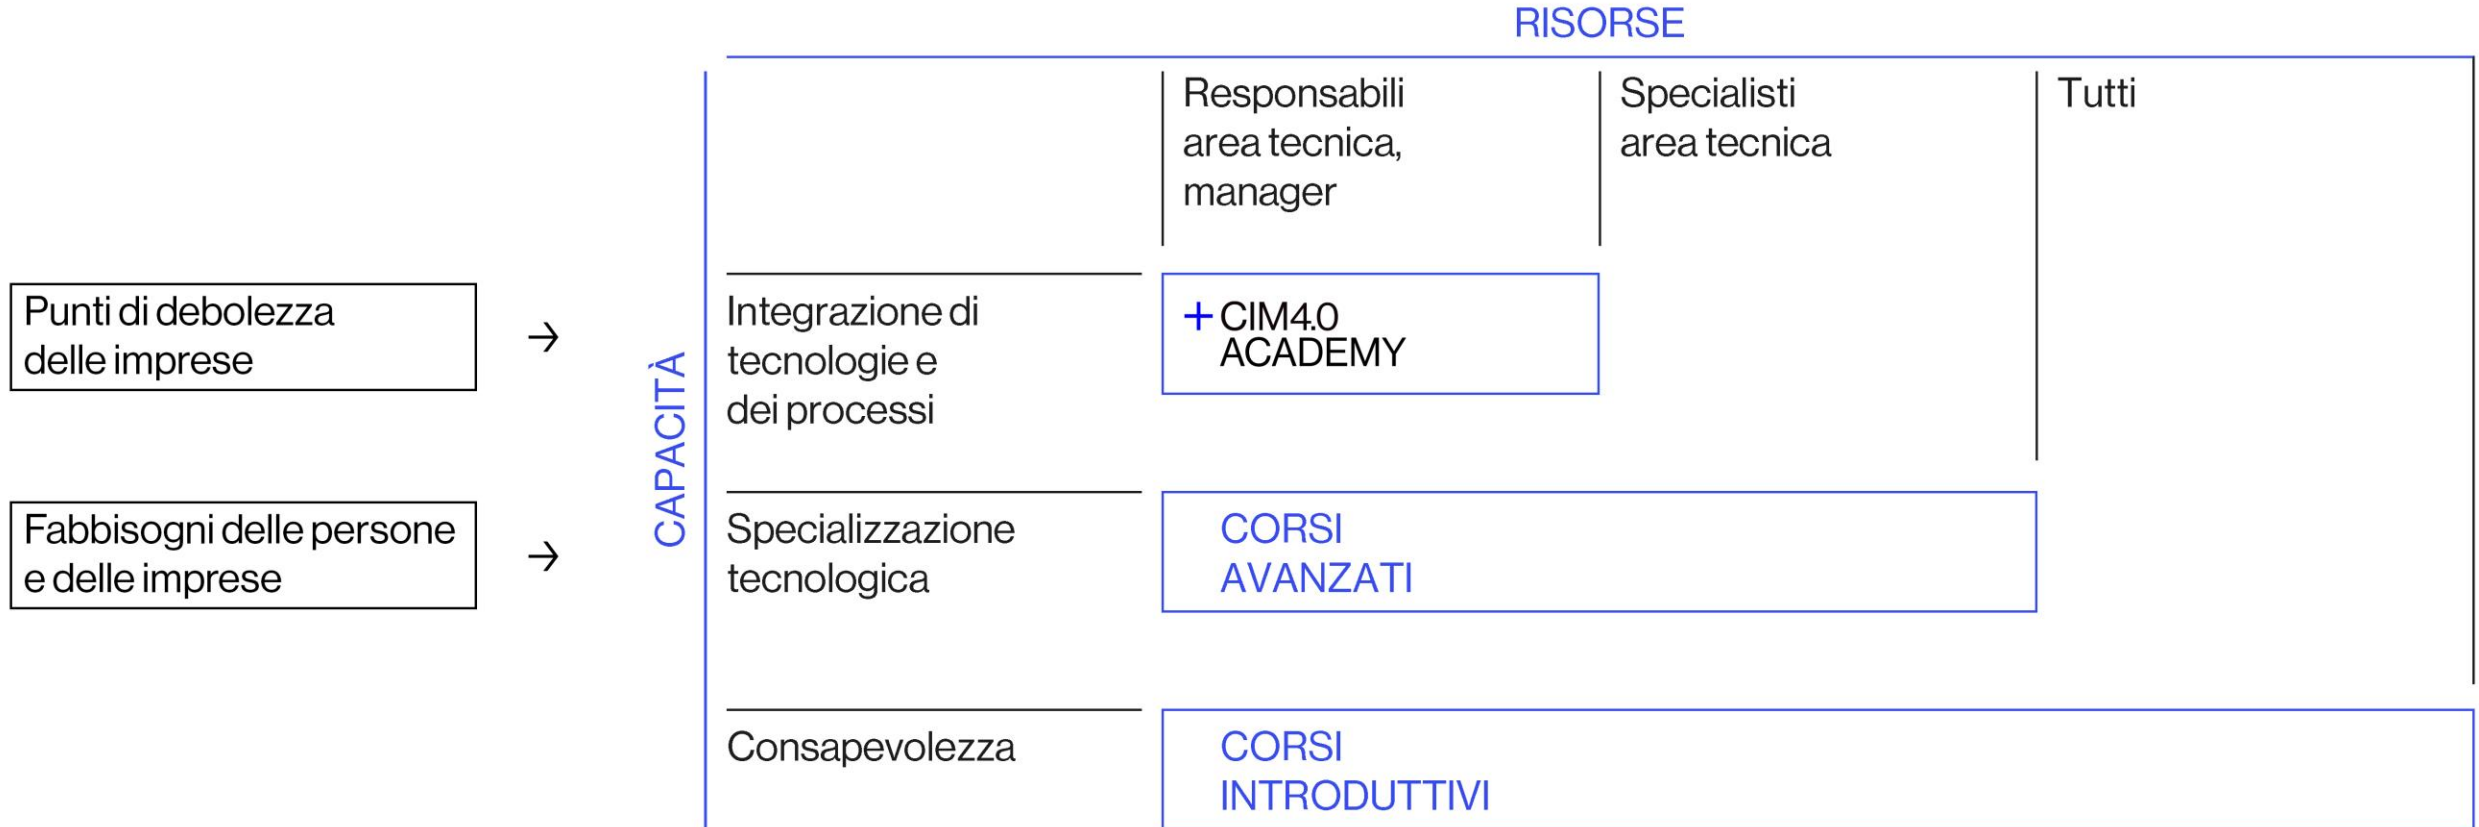 RISORSE
Responsabili
area tecnica,
manager
Specialisti
area tecnica
Tutti
Punti di debolezza
delle imprese
→
Fabbisogni delle persone
e delle imprese
→
CAPACITÀ
Integrazione di
tecnologie e
dei processi
+ CIM4.0
ACADEMY
Specializzazione
tecnologica
CORSI
AVANZATI
Consapevolezza
CORSI
INTRODUTTIVI